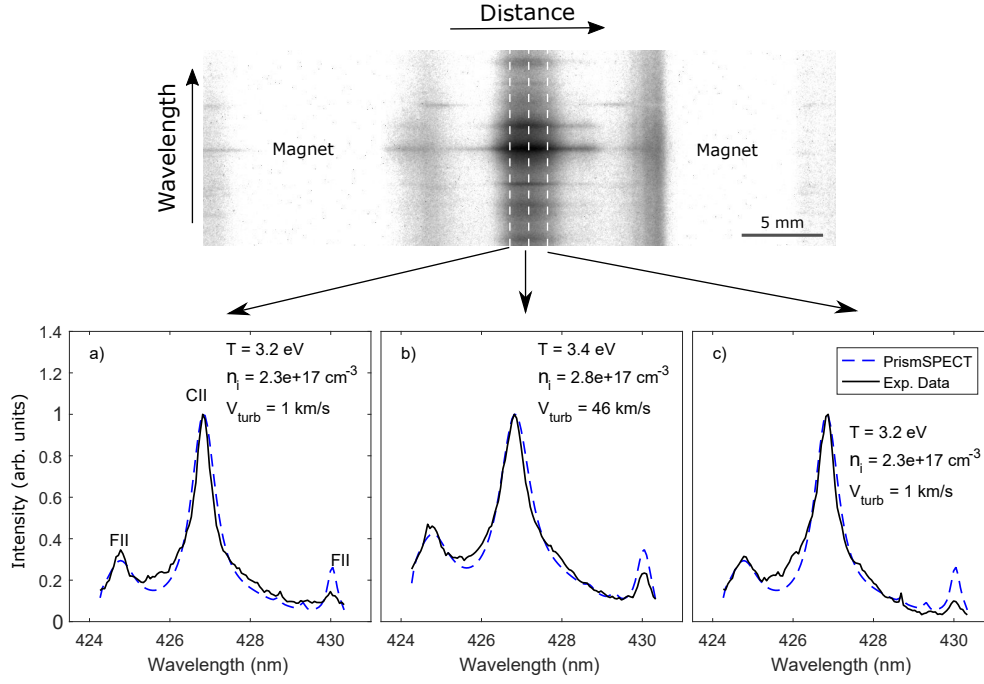 Distance
Wavelength
Magnet
Magnet
5 mm
a)
T = 3.2 eV
n_i = 2.3e+17 cm^-3
V_turb = 1 km/s
CII
FII
FII
b)
T = 3.4 eV
n_i = 2.8e+17 cm^-3
V_turb = 46 km/s
c)
PrismSPECT
Exp. Data
T = 3.2 eV
n_i = 2.3e+17 cm^-3
V_turb = 1 km/s
Intensity (arb. units)
1.4
1.2
1
0.8
0.6
0.4
0.2
0
424 426 428 430
424 426 428 430
424 426 428 430
Wavelength (nm)
Wavelength (nm)
Wavelength (nm)